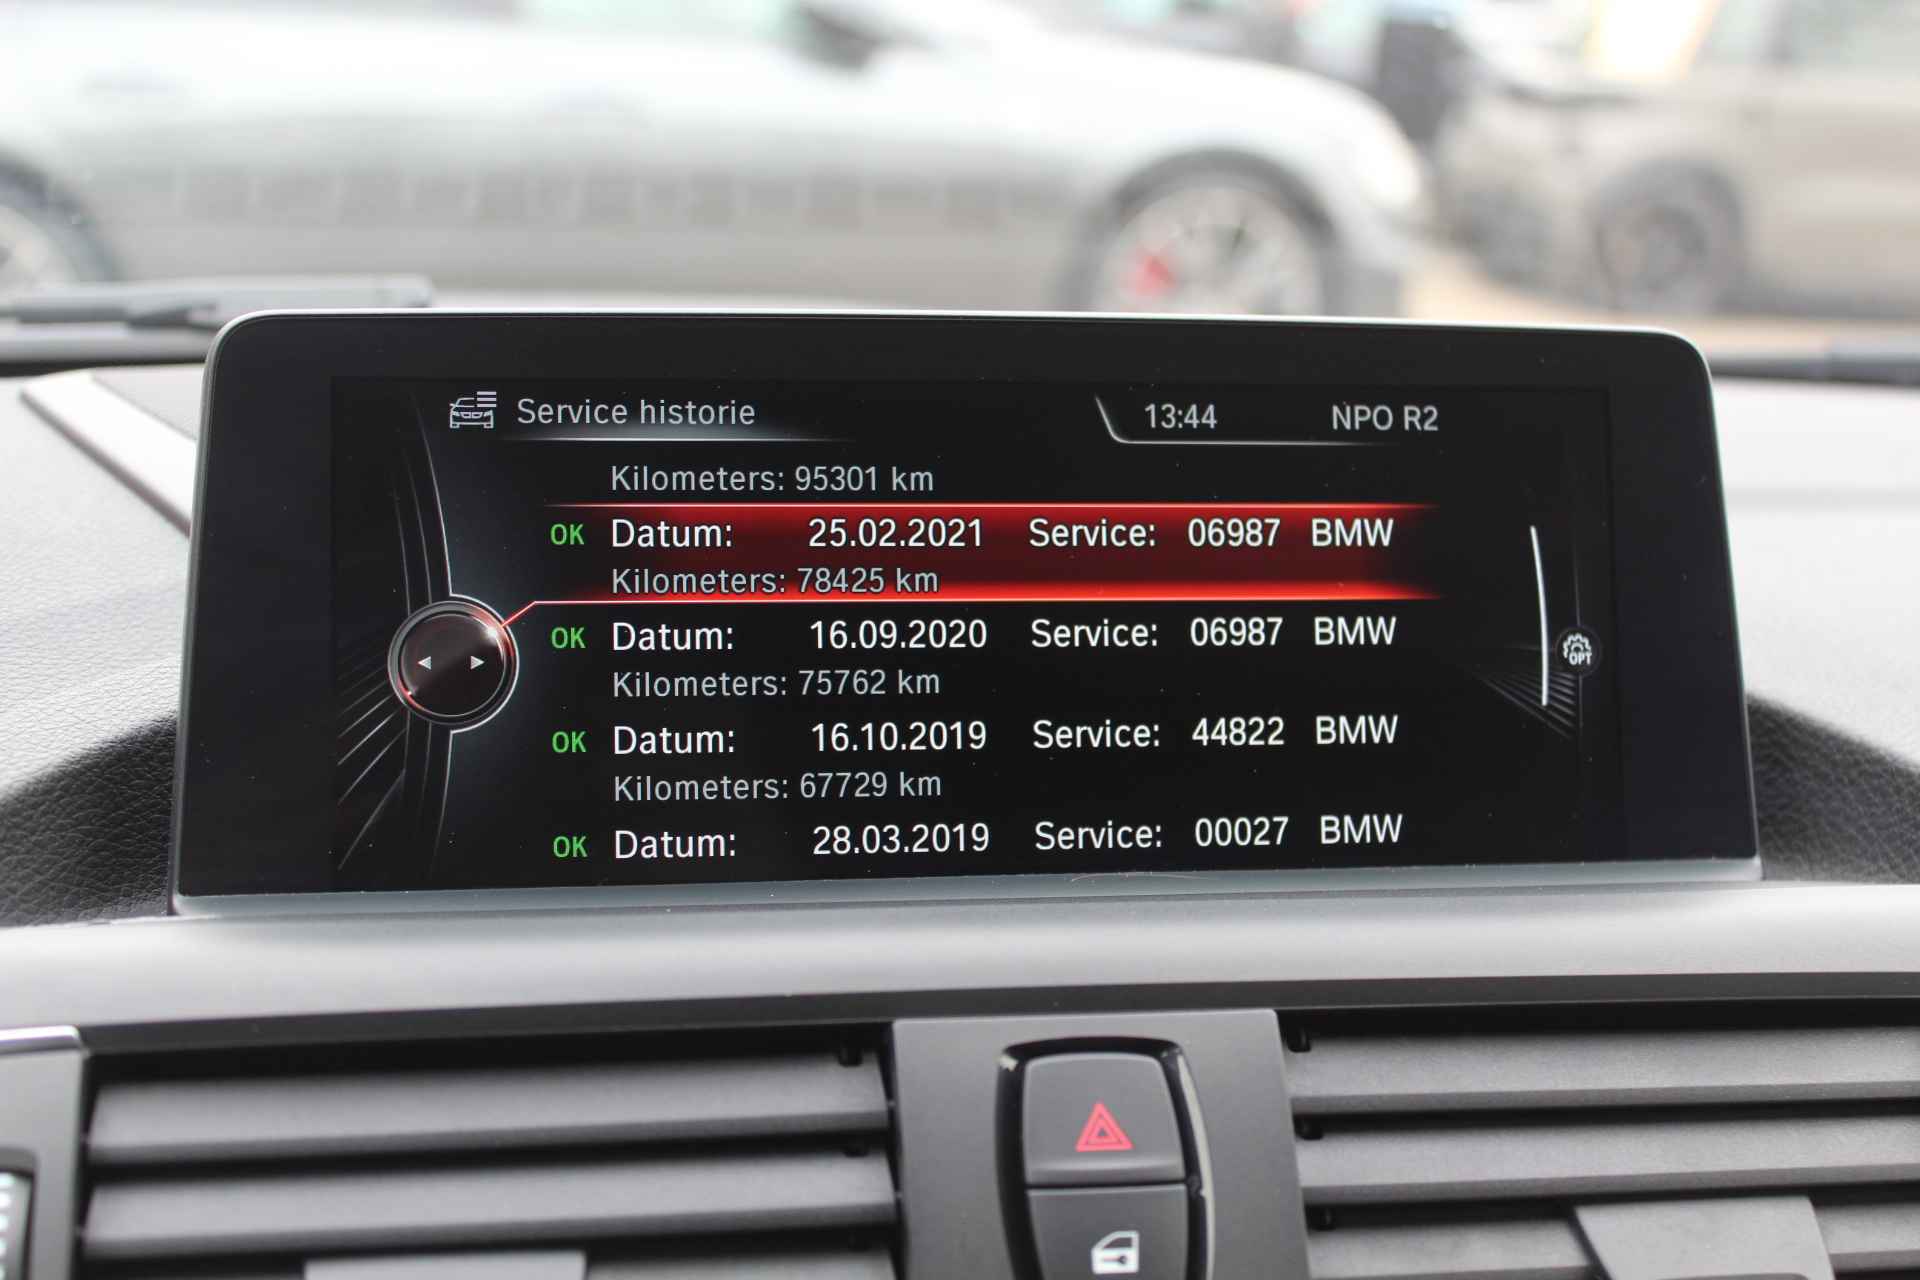 Service historie 13:44 NPO R2
Kilometers: 95301 km
OK Datum: 25.02.2021 Service: 06987 BMW
Kilometers: 78425 km
OK Datum: 16.09.2020 Service: 06987 BMW
Kilometers: 75762 km
OPT
OK Datum: 16.10.2019 Service: 44822 BMW
Kilometers: 67729 km
OK Datum: 28.03.2019 Service: 00027 BMW